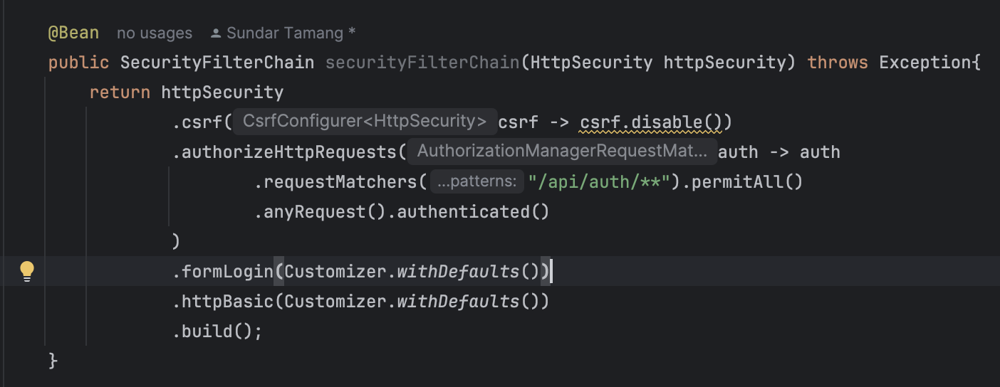 @Bean no usages Sundar Tamang *
public SecurityFilterChain securityFilterChain(HttpSecurity httpSecurity) throws Exception{
return httpSecurity
.csrf( CsrfConfigurer<HttpSecurity> csrf -> csrf.disable())
.authorizeHttpRequests( AuthorizationManagerRequestMat... auth -> auth
.requestMatchers( ...patterns: "/api/auth/**").permitAll()
.anyRequest().authenticated()
)
.formLogin(Customizer.withDefaults())
.httpBasic(Customizer.withDefaults())
.build();
}